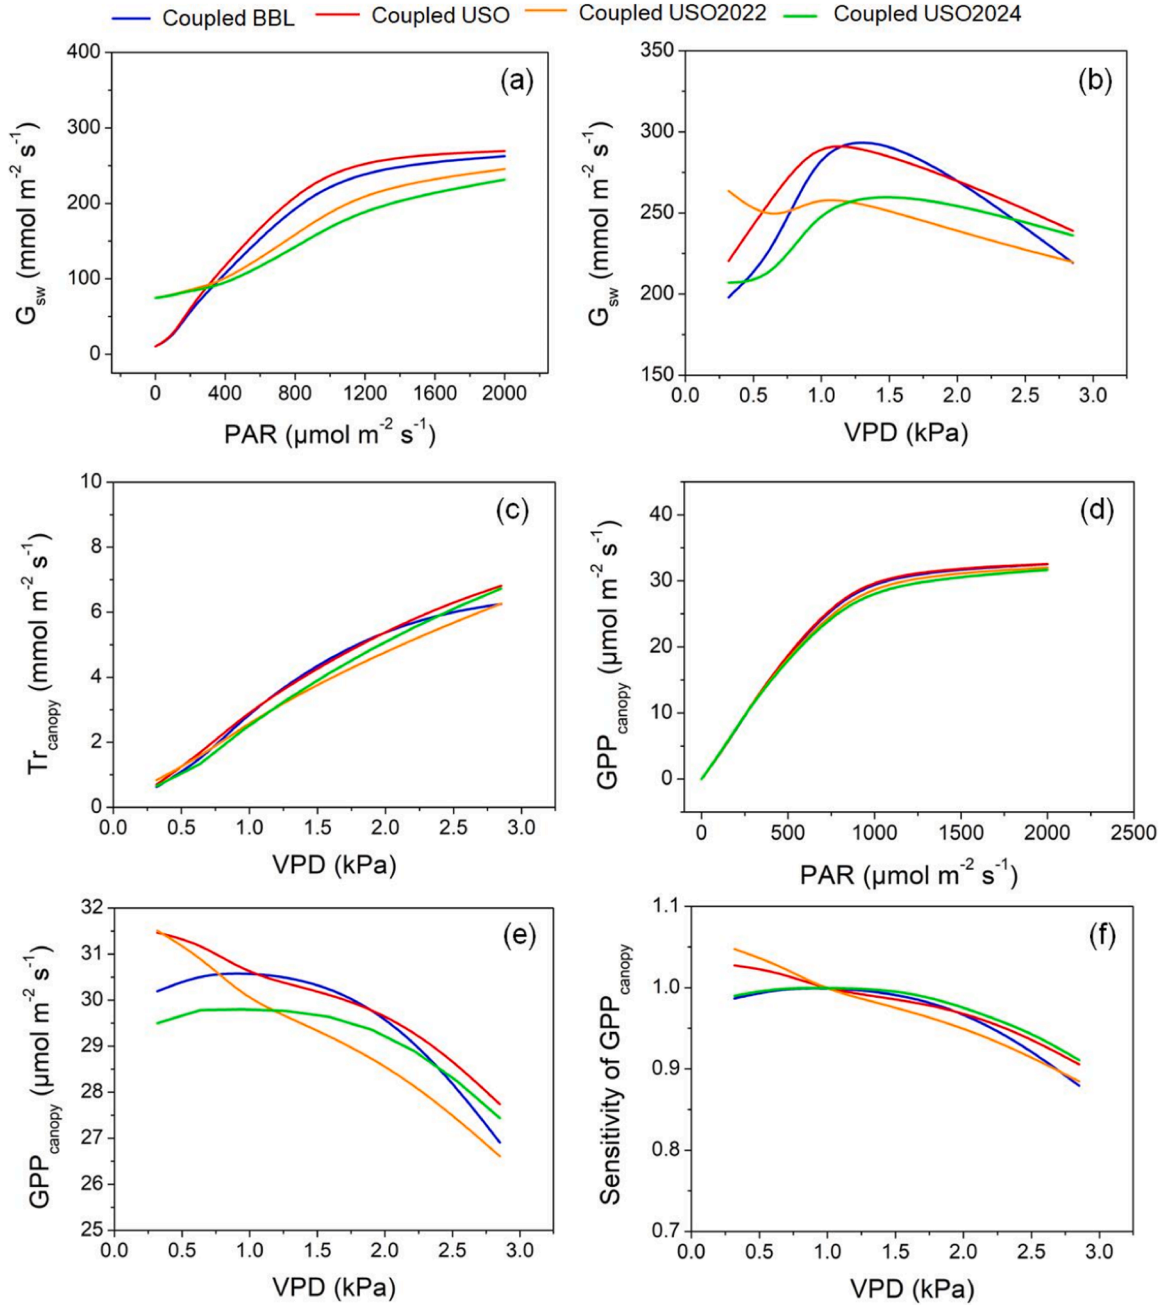 Coupled BBL Coupled USO Coupled USO2022 Coupled USO2024
(a)
400
300
200
100
0
G_sw (mmol m^-2 s^-1)
0 400 800 1200 1600 2000
PAR (µmol m^-2 s^-1)
(b)
350
300
250
200
150
G_sw (mmol m^-2 s^-1)
0.0 0.5 1.0 1.5 2.0 2.5 3.0
VPD (kPa)
(c)
10
8
6
4
2
0
Tr_canopy (mmol m^-2 s^-1)
0.0 0.5 1.0 1.5 2.0 2.5 3.0
VPD (kPa)
(d)
40
30
20
10
0
GPP_canopy (µmol m^-2 s^-1)
0 500 1000 1500 2000 2500
PAR (µmol m^-2 s^-1)
(e)
32
31
30
29
28
27
26
25
GPP_canopy (µmol m^-2 s^-1)
0.0 0.5 1.0 1.5 2.0 2.5 3.0
VPD (kPa)
(f)
1.1
1.0
0.9
0.8
0.7
Sensitivity of GPP_canopy
0.0 0.5 1.0 1.5 2.0 2.5 3.0
VPD (kPa)